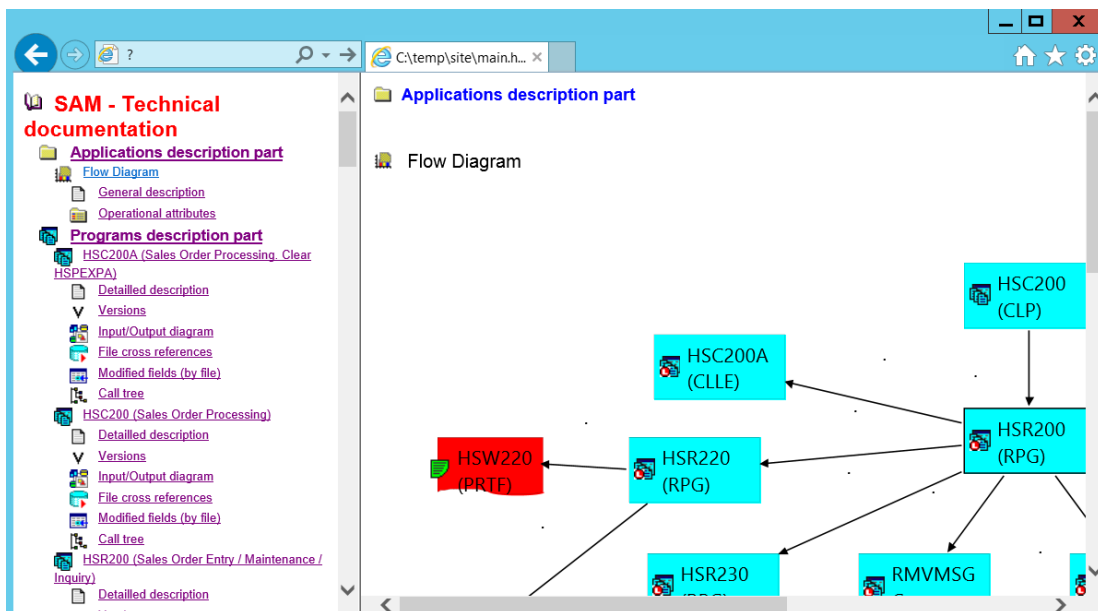 ?
C:\temp\site\main.h...
SAM - Technical
documentation
Applications description part
Flow Diagram
General description
Operational attributes
Programs description part
HSC200A (Sales Order Processing. Clear
HSPEXPA)
Detailled description
Versions
Input/Output diagram
File cross references
Modified fields (by file)
Call tree
HSC200 (Sales Order Processing)
Detailled description
Versions
Input/Output diagram
File cross references
Modified fields (by file)
Call tree
HSR200 (Sales Order Entry / Maintenance /
Inquiry)
Detailled description
Applications description part
Flow Diagram
HSC200
(CLP)
HSC200A
(CLLE)
HSR200
(RPG)
HSW220
(PRTF)
HSR220
(RPG)
HSR230
RMVMSG